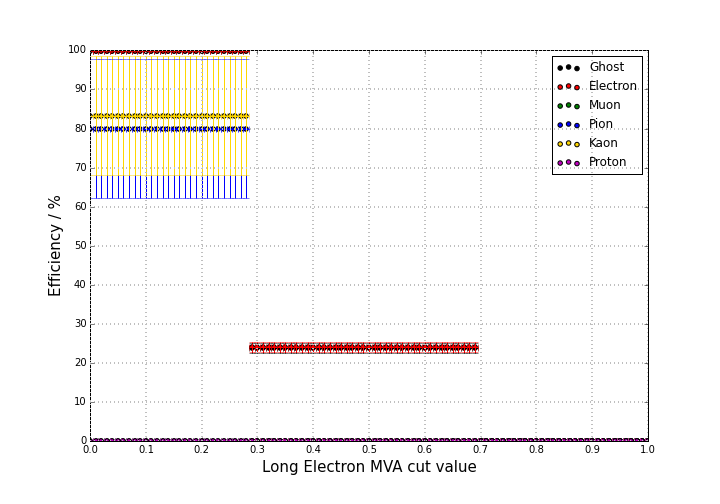 100
90
80
70
60
50
40
30
20
10
0
Efficiency / %
0.0 0.1 0.2 0.3 0.4 0.5 0.6 0.7 0.8 0.9 1.0
Long Electron MVA cut value
Ghost
Electron
Muon
Pion
Kaon
Proton